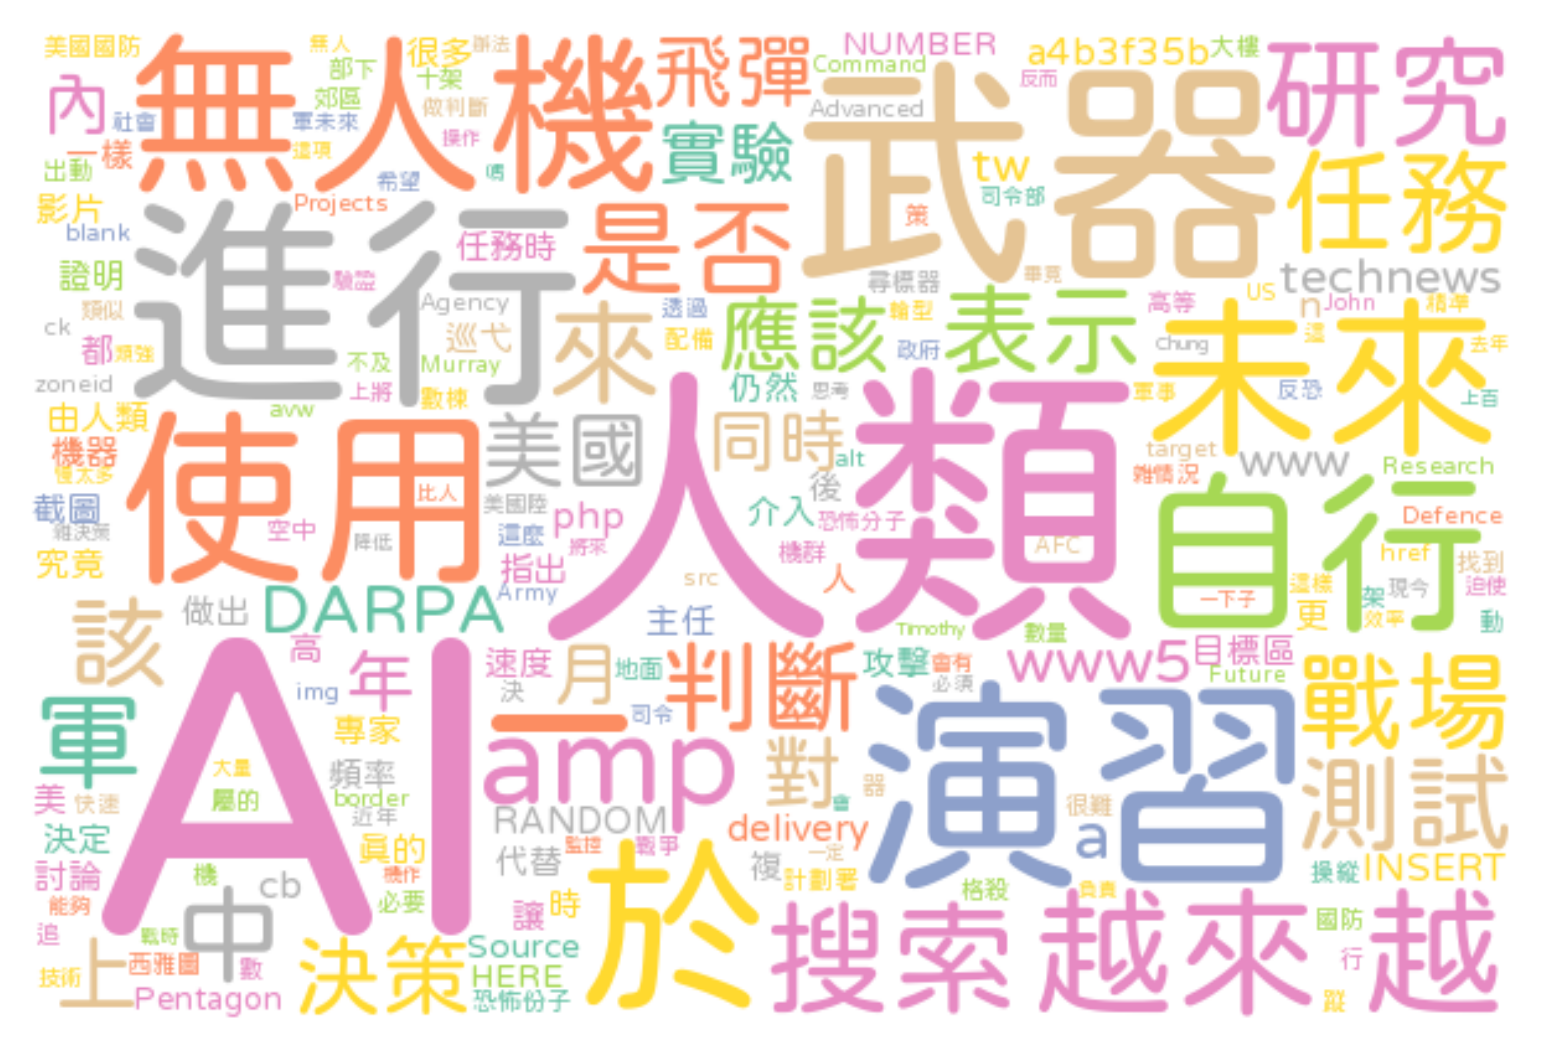 美國國防
無人
很多
辦法
NUMBER
a4b3f35b
大樓
無人機
飛彈
武器
研究
內
部下
十架
Command
反而
郊區
做判斷
Advanced
社會
軍未來
實驗
一樣
這項
操作
tw
任務
出動
希望
司令部
影片
Projects
進行
是否
策
blank
任務時
證明
驗證
尋標器
畢竟
technews
類似
Agency
來
透過
應該
輪型
表示
高等
US
n
John
精準
ck
巡弋
配備
未來
這
都
頻強
不及
Murray
政府
chung
去年
zoneid
上將
數棟
仍然
思考
人類
軍事
反恐
上百
由人類
avw
使用
美國
同時
機器
alt
target
www
Research
懂太多
比人
後
雜情況
自行
截圖
美國陸
php
介入
恐怖分子
Defence
雜決策
空中
降低
這麼
將來
機群
AFC
href
找到
究竟
指出
src
人
這樣
現今
迫使
該
做出
DARPA
Army
主任
一下子
更
架
效率
動
Timothy
數量
高
AI
年
速度
月
地面
判斷
攻擊
會有
www5
目標區
img
決
必須
Future
戰場
軍
專家
一
司令
演習
大量
頻率
amp
對
測試
美
快速
屬的
border
近年
RANDOM
會
器
很難
決定
真的
delivery
a
討論
機
機作
代替
監控
戰爭
複
一定
計劃署
操縱
INSERT
能夠
cb
必要
於
格殺
負責
追
中
讓
時
搜索
越來越
國防
戰時
決策
Source
上
西雅圖
數
HERE
行
技術
Pentagon
恐怖份子
蹤